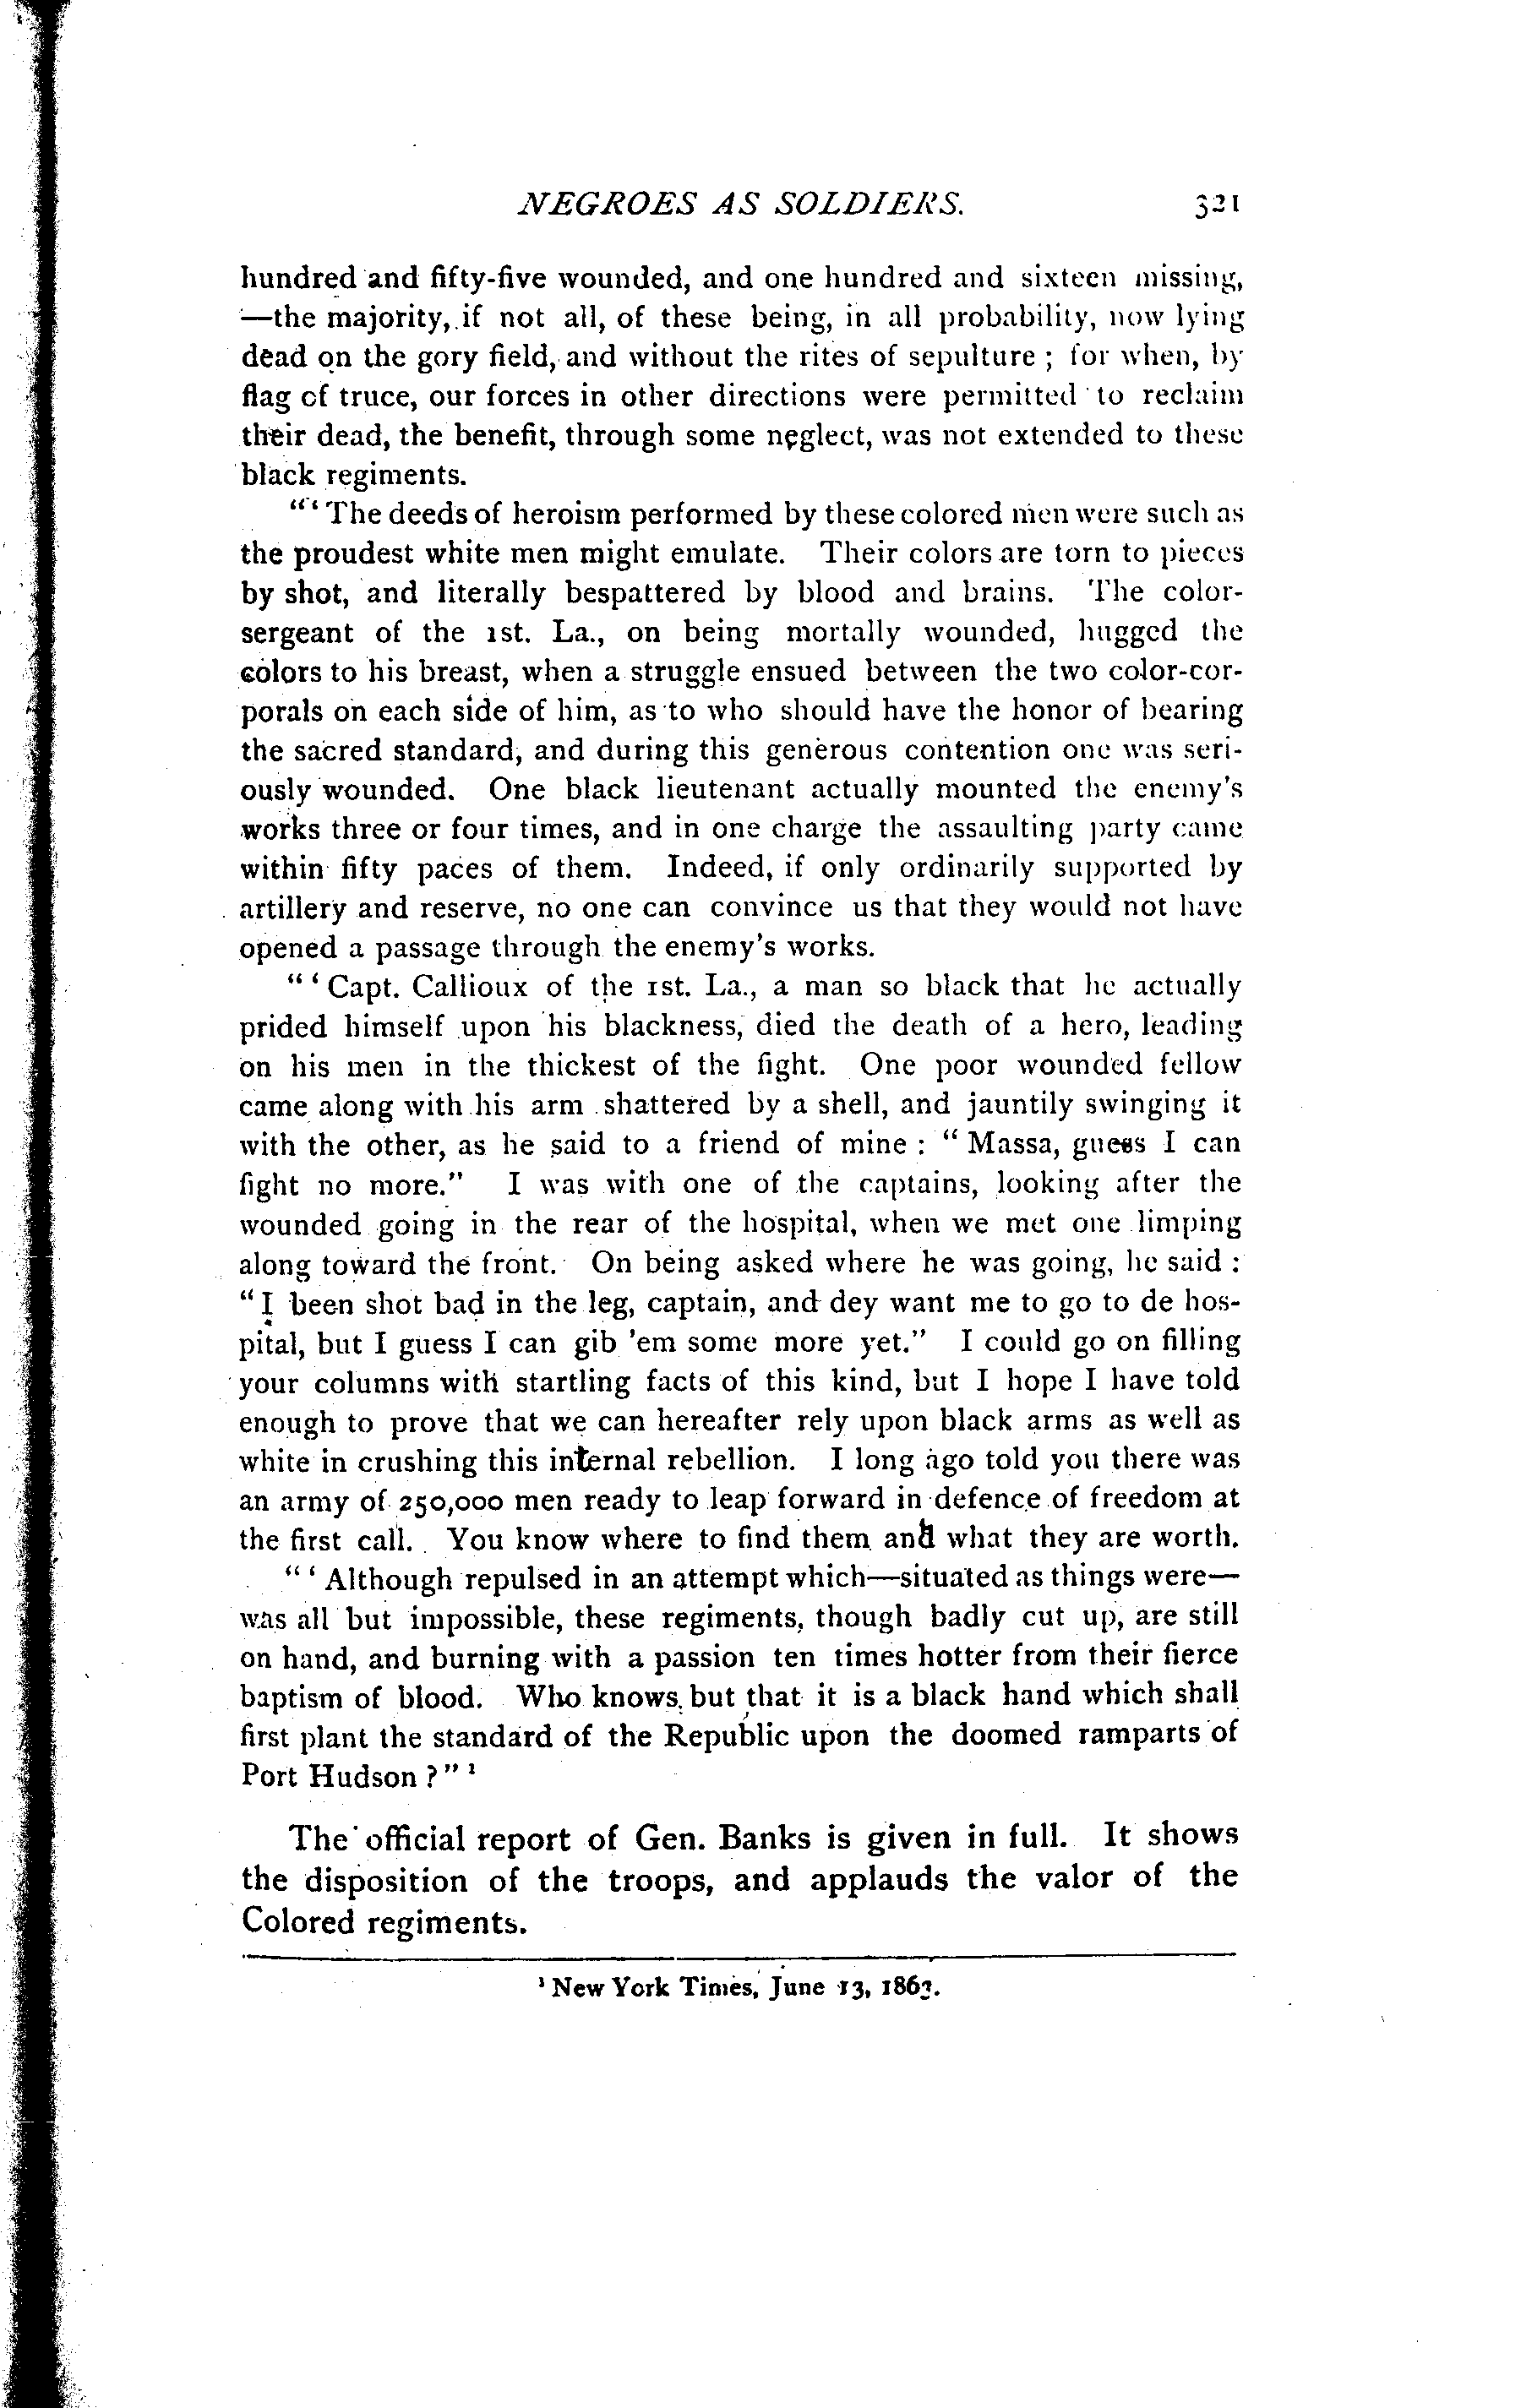 NEGROES AS SOLDIERS. 321
hundred and fifty-five wounded, and one hundred and sixteen missing,
—the majority, if not all, of these being, in all probability, now lying
dead on the gory field, and without the rites of sepulture ; for when, by
flag of truce, our forces in other directions were permitted to reclaim
their dead, the benefit, through some neglect, was not extended to these
black regiments.
"' The deeds of heroism performed by these colored men were such as
the proudest white men might emulate. Their colors are torn to pieces
by shot, and literally bespattered by blood and brains. The color-
sergeant of the 1st. La., on being mortally wounded, hugged the
colors to his breast, when a struggle ensued between the two color-cor-
porals on each side of him, as to who should have the honor of bearing
the sacred standard, and during this generous contention one was seri-
ously wounded. One black lieutenant actually mounted the enemy's
works three or four times, and in one charge the assaulting party came
within fifty paces of them. Indeed, if only ordinarily supported by
artillery and reserve, no one can convince us that they would not have
opened a passage through the enemy's works.
"' Capt. Callioux of the 1st. La., a man so black that he actually
prided himself upon his blackness, died the death of a hero, leading
on his men in the thickest of the fight. One poor wounded fellow
came along with his arm shattered by a shell, and jauntily swinging it
with the other, as he said to a friend of mine : " Massa, guess I can
fight no more." I was with one of the captains, looking after the
wounded going in the rear of the hospital, when we met one limping
along toward the front. On being asked where he was going, he said :
" I been shot bad in the leg, captain, and dey want me to go to de hos-
pital, but I guess I can gib 'em some more yet." I could go on filling
your columns with startling facts of this kind, but I hope I have told
enough to prove that we can hereafter rely upon black arms as well as
white in crushing this internal rebellion. I long ago told you there was
an army of 250,000 men ready to leap forward in defence of freedom at
the first call. You know where to find them and what they are worth.
"' Although repulsed in an attempt which—situated as things were—
was all but impossible, these regiments, though badly cut up, are still
on hand, and burning with a passion ten times hotter from their fierce
baptism of blood. Who knows but that it is a black hand which shall
first plant the standard of the Republic upon the doomed ramparts of
Port Hudson ? " 1
The official report of Gen. Banks is given in full. It shows
the disposition of the troops, and applauds the valor of the
Colored regiments.
1 New York Times, June 13, 1863.